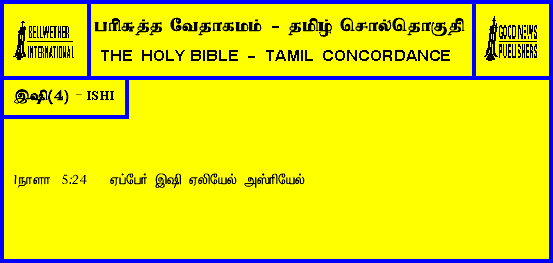 BELLWETHER
INTERNATIONAL
பரிசுத்த வேதாகமம் - தமிழ் சொல்தொகுதி
THE HOLY BIBLE - TAMIL CONCORDANCE
GOOD NEWS
PUBLISHERS
இஷி(4) - ISHI
1நாளா 5:24 ஏப்பேர் இஷி ஏலியேல் அஸ்ரியேல்